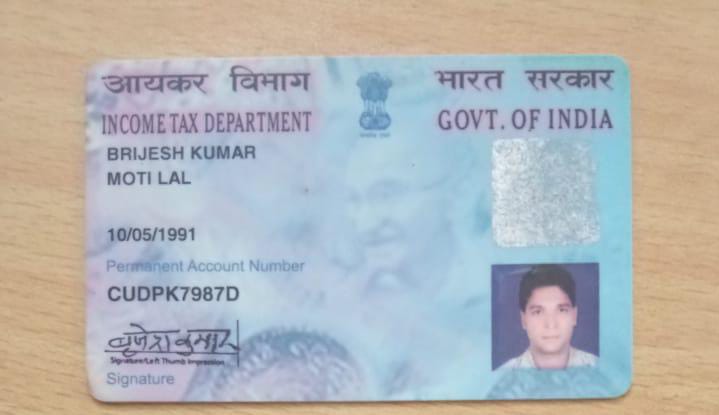 आयकर विभाग
भारत सरकार
INCOME TAX DEPARTMENT
GOVT. OF INDIA
BRIJESH KUMAR
MOTI LAL
10/05/1991
Permanent Account Number
CUDPK7987D
Signature/Left Thumb Impression
Signature